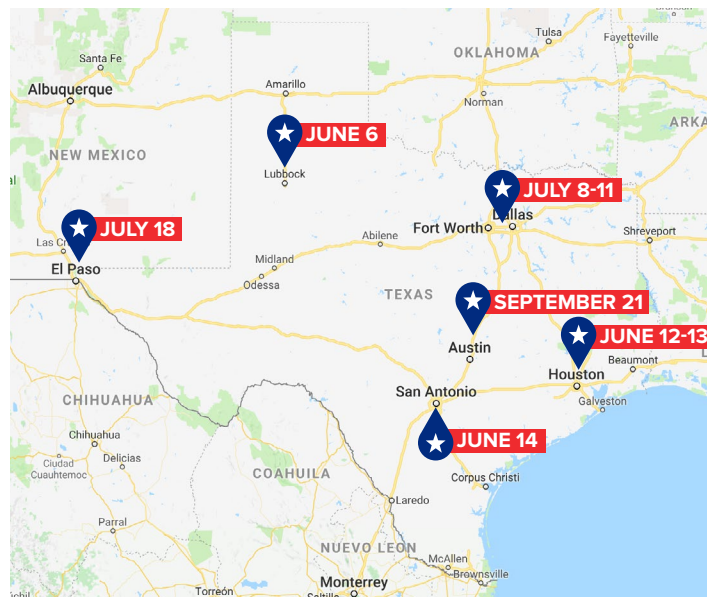 Tulsa
Fayetteville
OKLAHOMA
Santa Fe
Albuquerque
Amarillo
Norman
ARKA
JUNE 6
NEW MEXICO
Lubbock
JULY 8-11
Dallas
Fort Worth
JULY 18
Las Cr
Abilene
Shreveport
El Paso
Midland
Odessa
TEXAS
SEPTEMBER 21
JUNE 12-13
Austin
Beaumont
Houston
San Antonio
Galveston
CHIHUAHUA
JUNE 14
Chihuahua
Ciudad
Cuauhtemoc
Delicias
COAHUILA
Corpus Christi
Laredo
Parral
NUEVO LEON
McAllen
Brownsville
Monterrey
Torreón
Saltillo